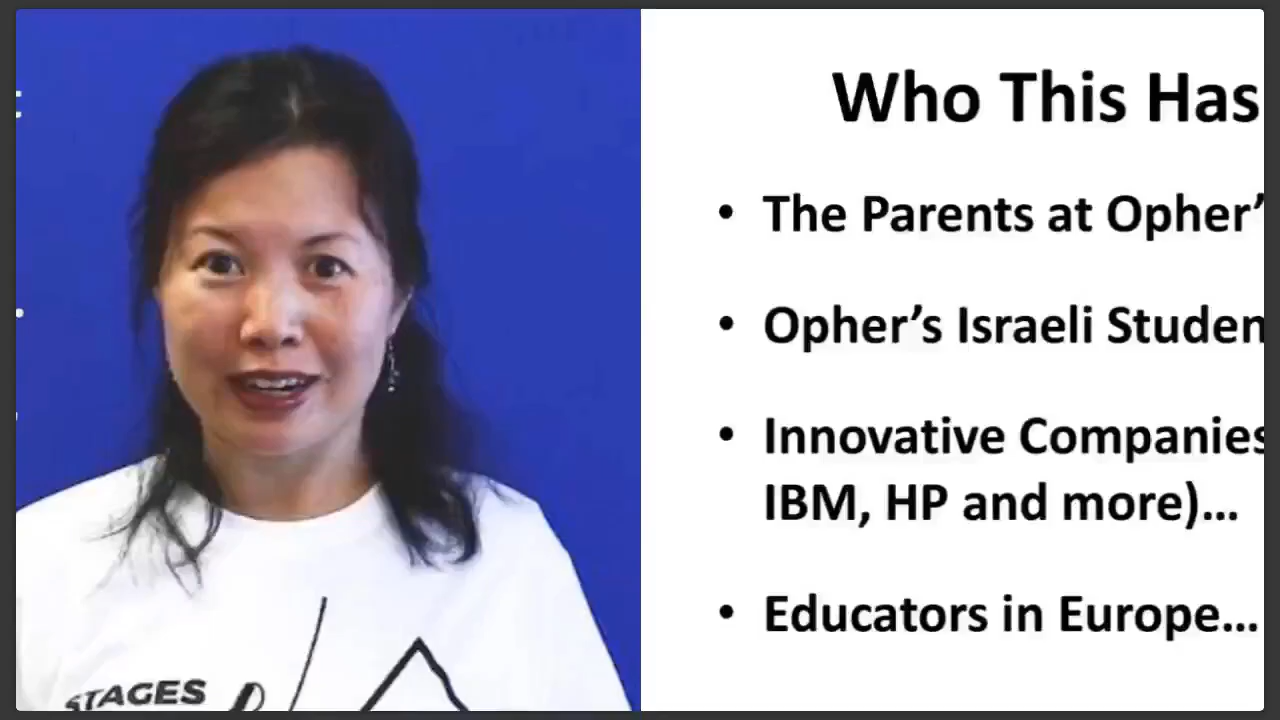 Who This Has
• The Parents at Opher’
• Opher’s Israeli Studen
• Innovative Companies
IBM, HP and more)...
• Educators in Europe...
STAGES